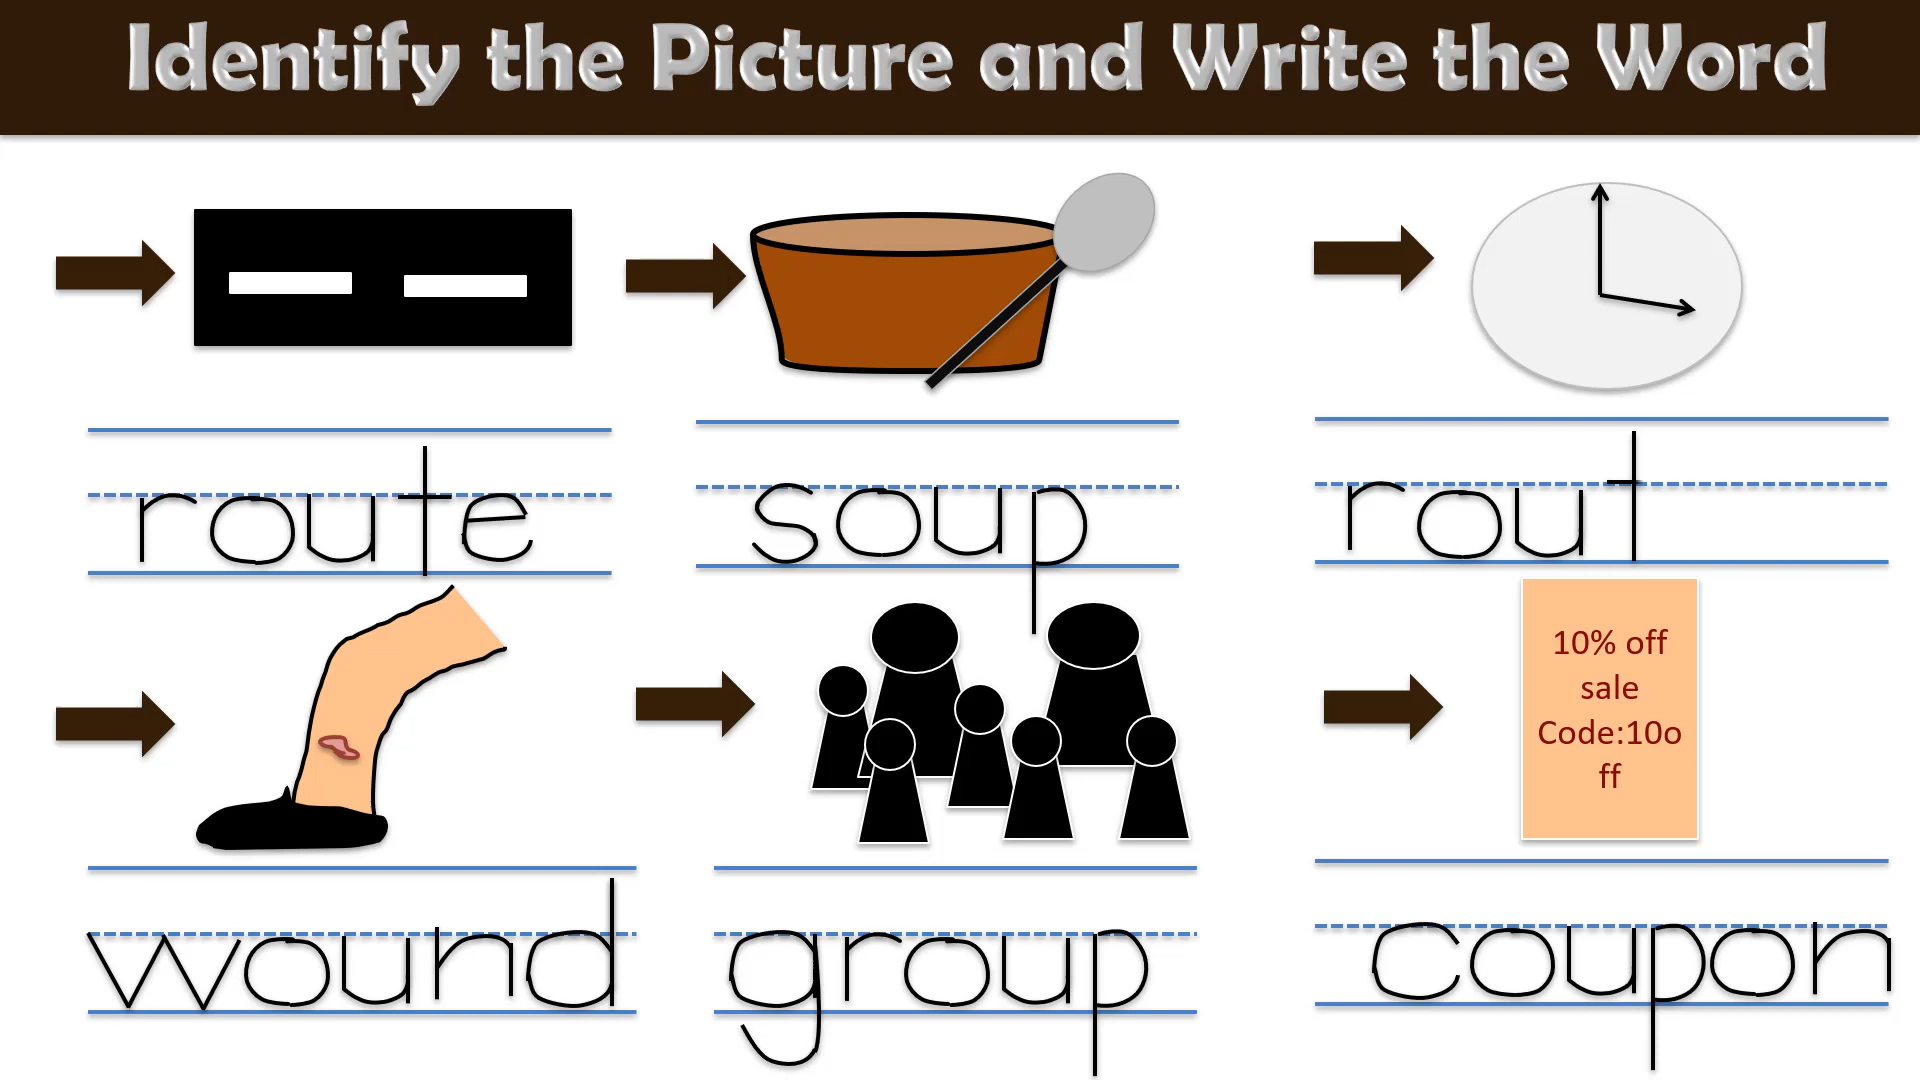 Identify the Picture and Write the Word
route
soup
rout
10% off
sale
Code:10o
ff
wound
group
coupon